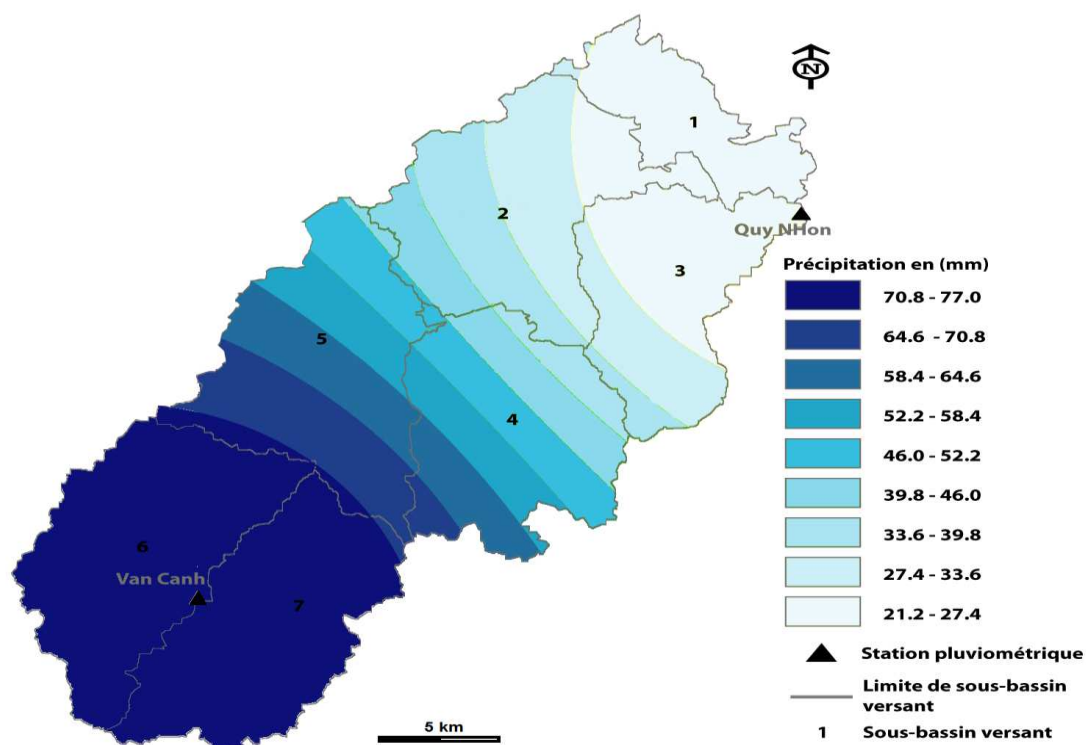 N
1
2
Quy NHon
3
Précipitation en (mm)
70.8 - 77.0
64.6 - 70.8
5
58.4 - 64.6
52.2 - 58.4
4
46.0 - 52.2
39.8 - 46.0
33.6 - 39.8
6
Van Canh
27.4 - 33.6
7
21.2 - 27.4
Station pluviométrique
Limite de sous-bassin
versant
5 km
1 Sous-bassin versant